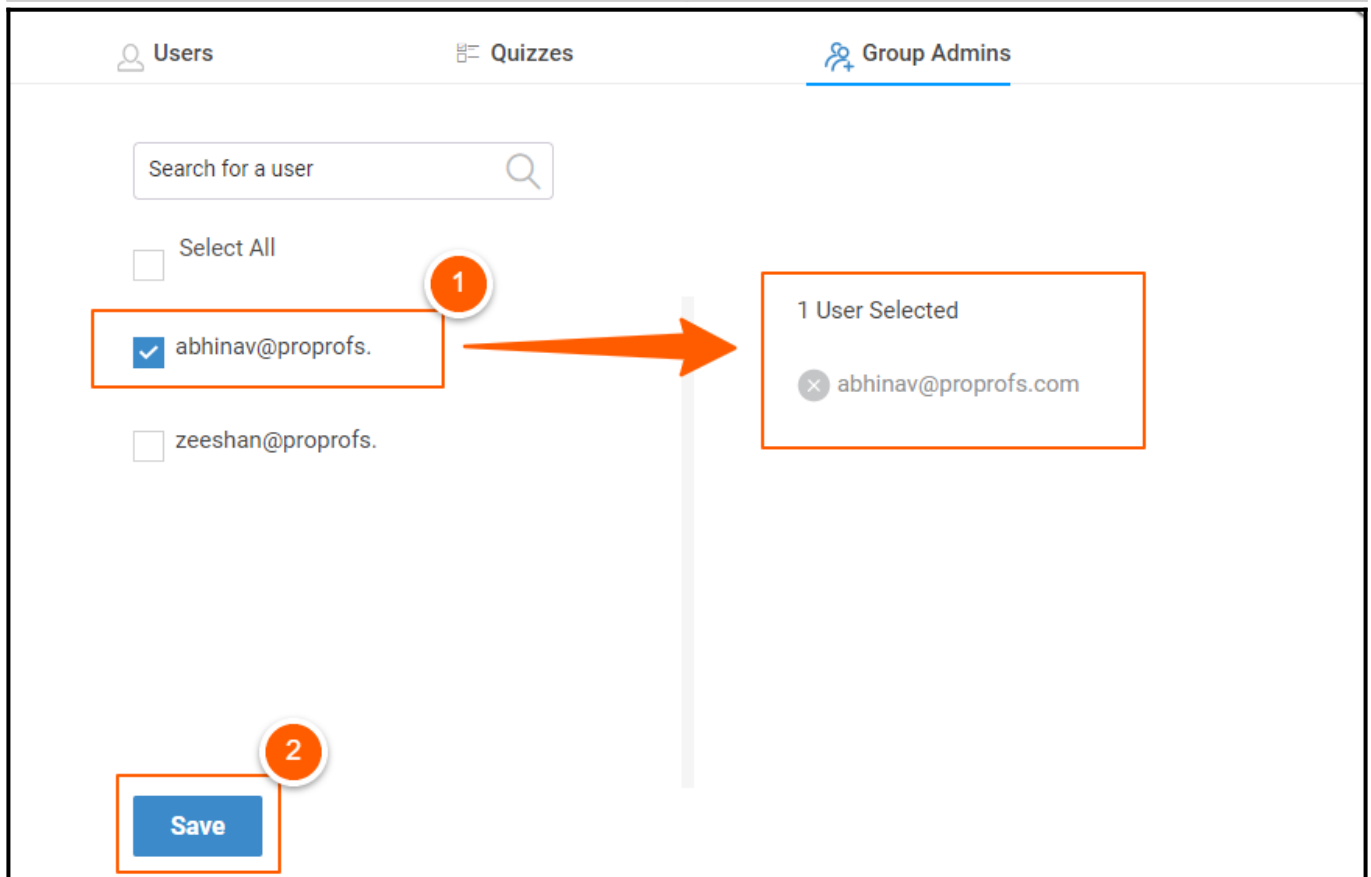 Users
Quizzes
Group Admins
Search for a user
Select All
1
abhinav@proprofs.
zeeshan@proprofs.
1 User Selected
abhinav@proprofs.com
2
Save